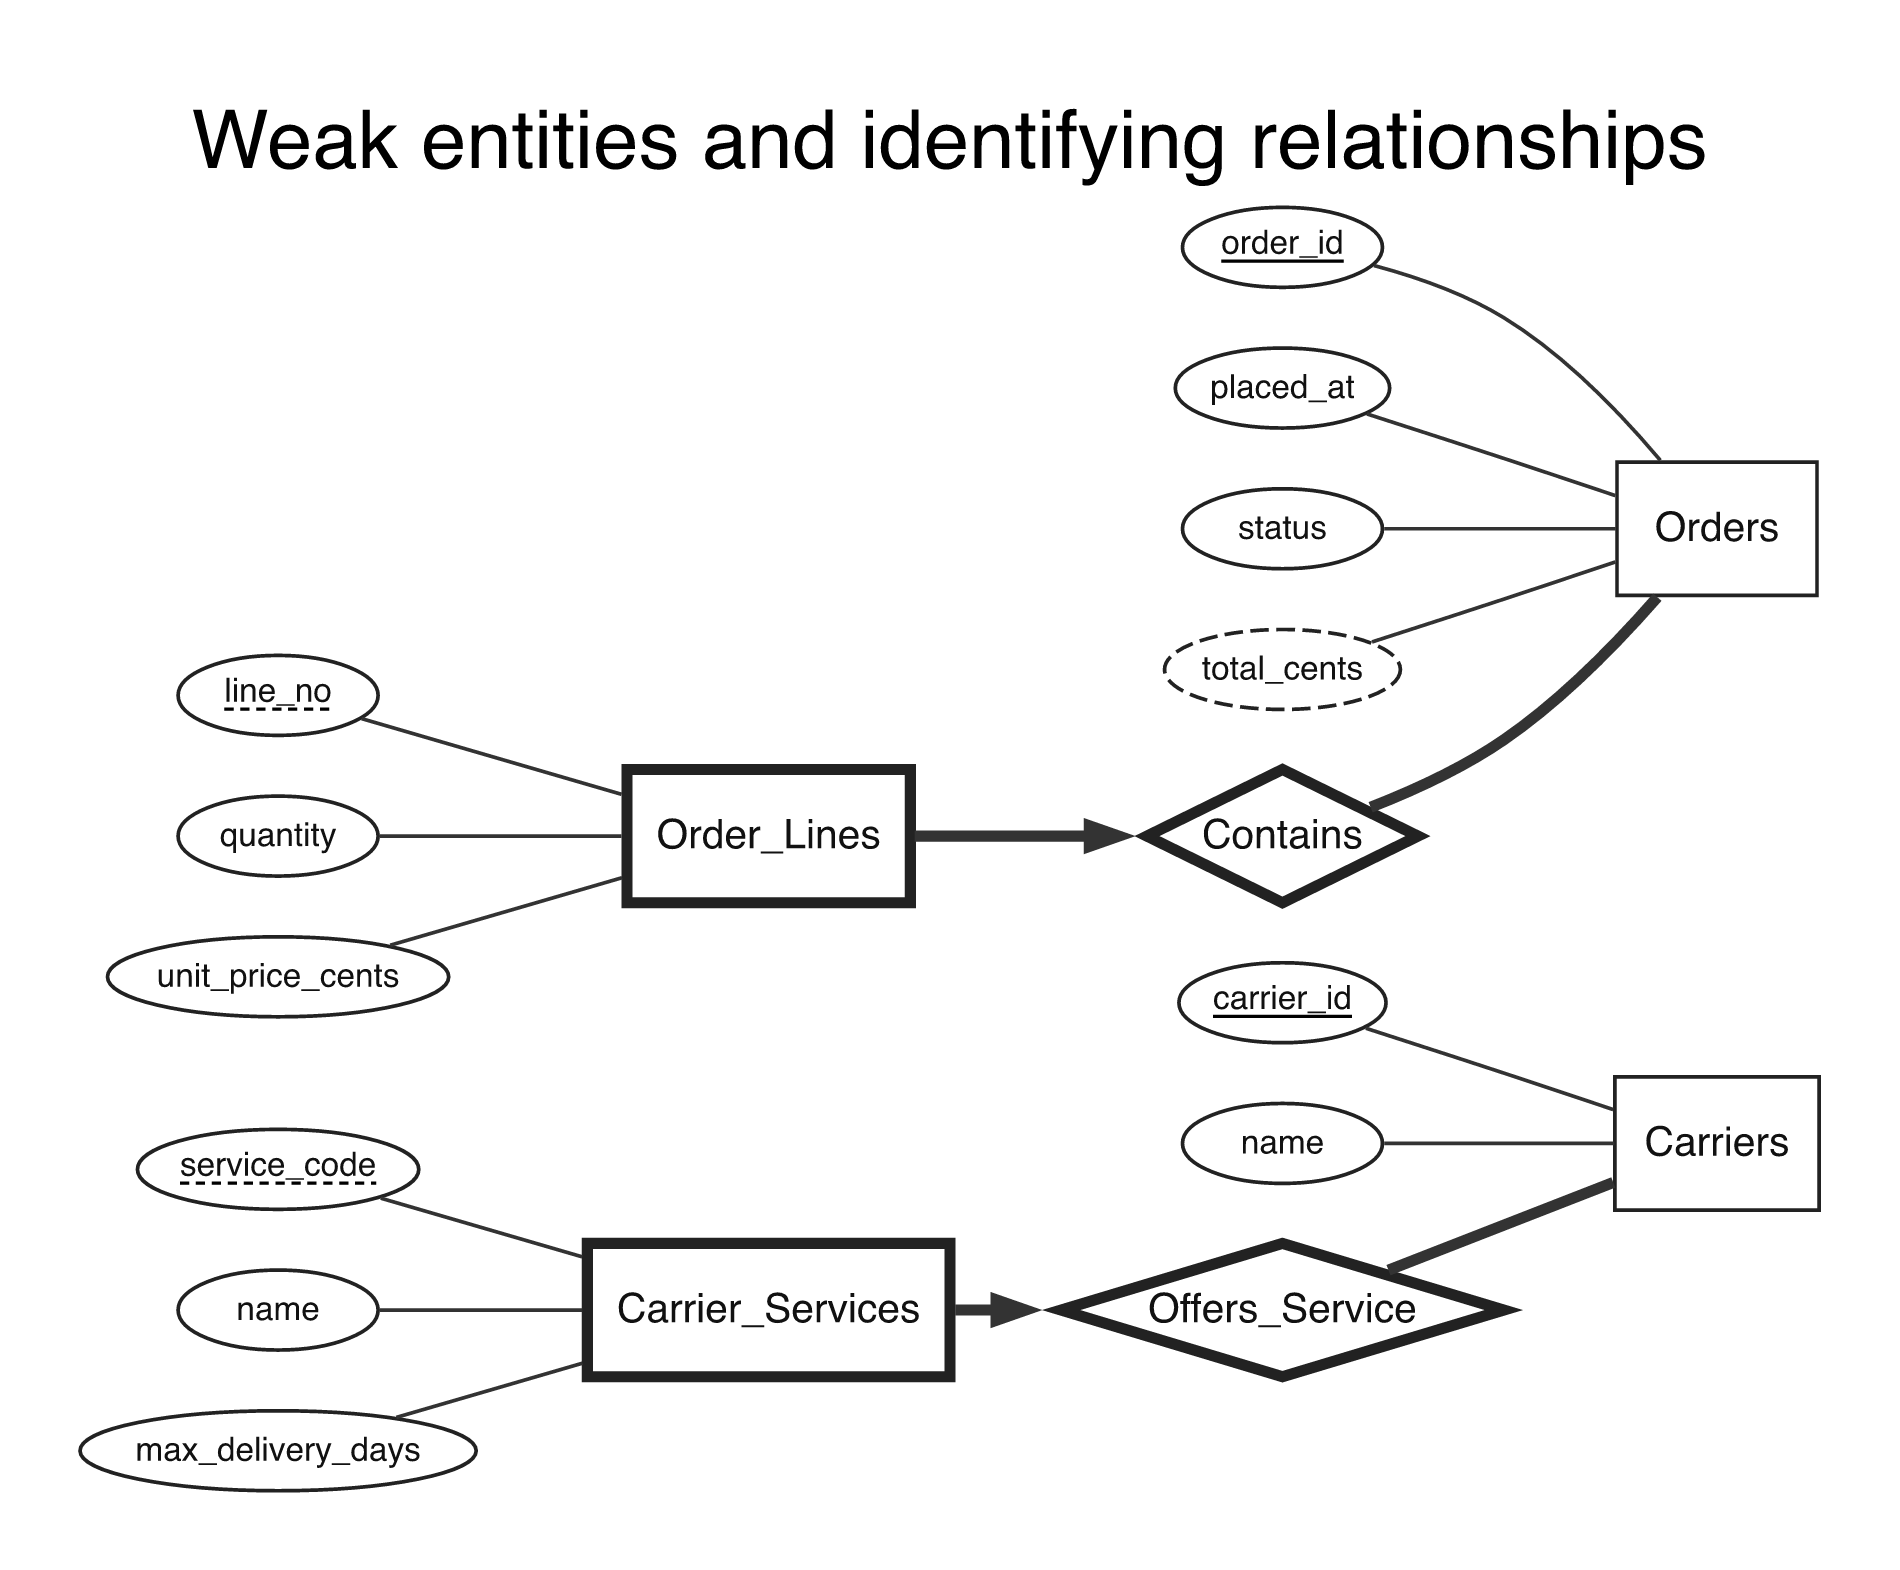 Weak entities and identifying relationships
order_id
placed_at
status
Orders
total_cents
line_no
quantity
unit_price_cents
Order_Lines
Contains
carrier_id
name
Carriers
service_code
name
max_delivery_days
Carrier_Services
Offers_Service